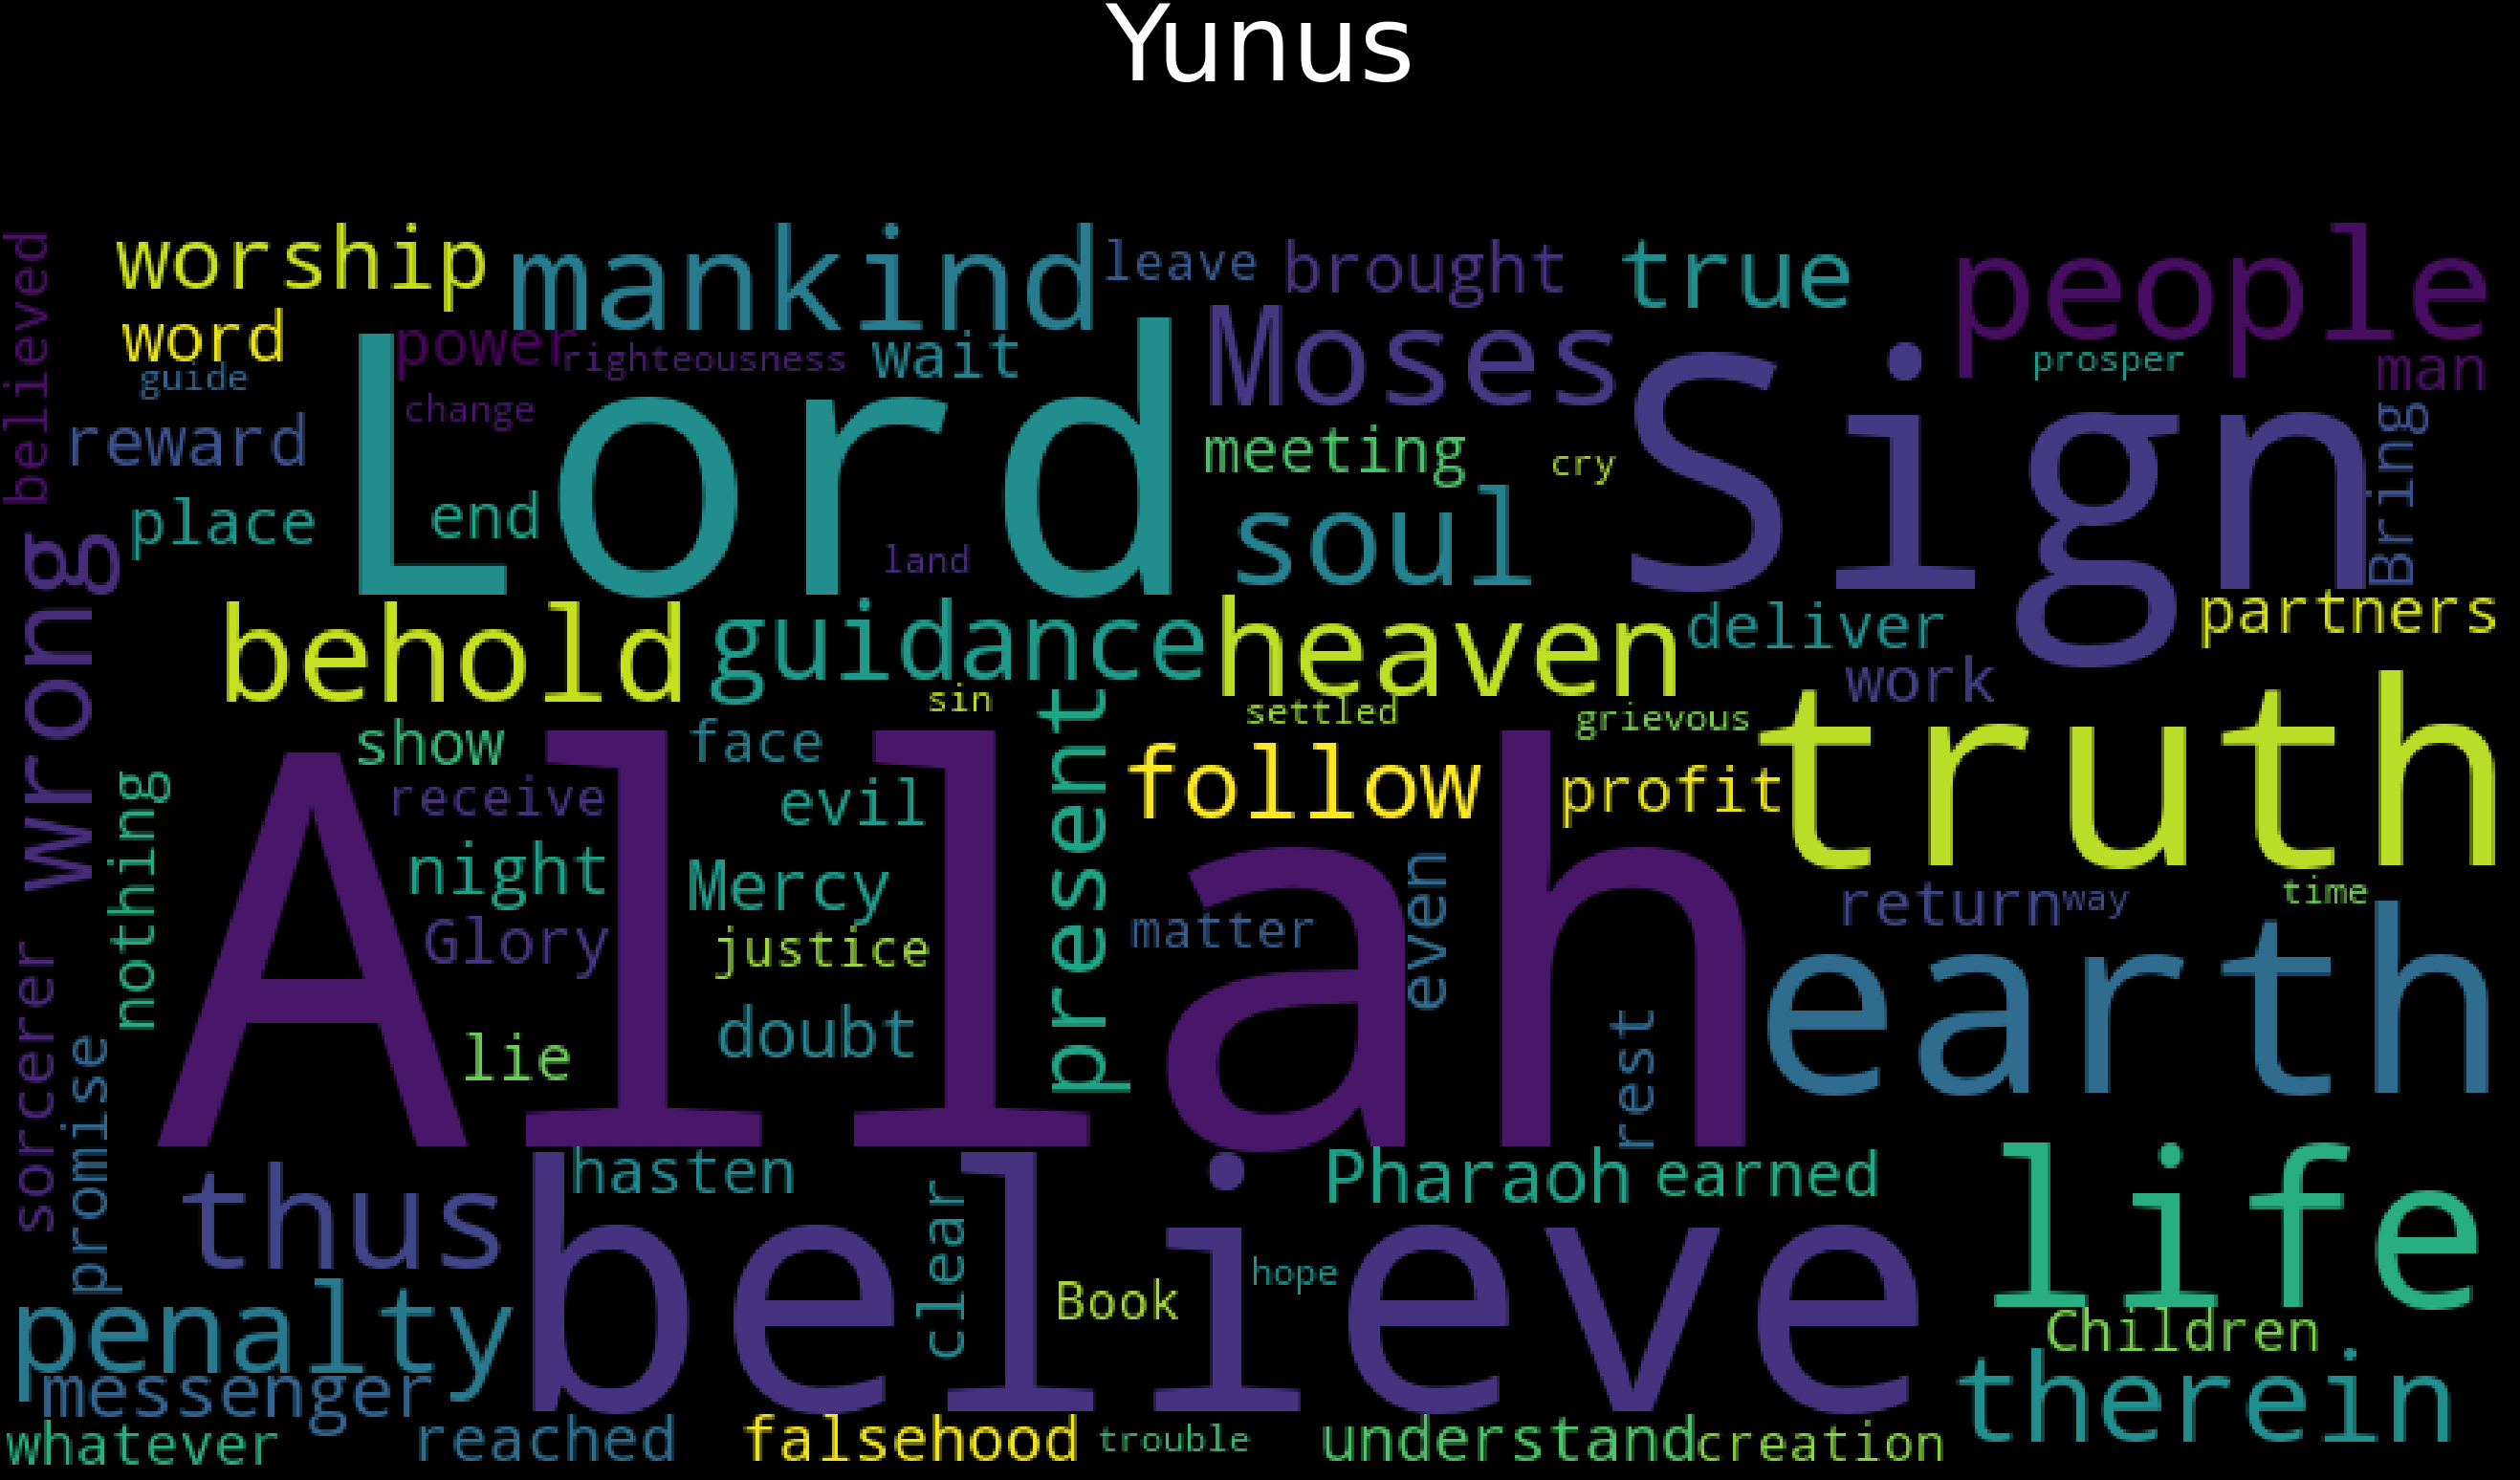 Yunus
worship mankind leave brought true people
believed word power righteousness wait Moses prosper man
guide change Lord Sign
reward meeting cry Bring
place end land soul
wrong behold guidance heaven deliver partners
sin settled work
show face present grievous truth
receive evil follow profit
nothing night Mercy even return way time
Glory justice matter
sorcerer Allah earth
promise lie doubt rest
thus hasten Pharaoh earned life
believe clear
penalty Book hope Children
messenger therein
whatever reached falsehood trouble understand creation